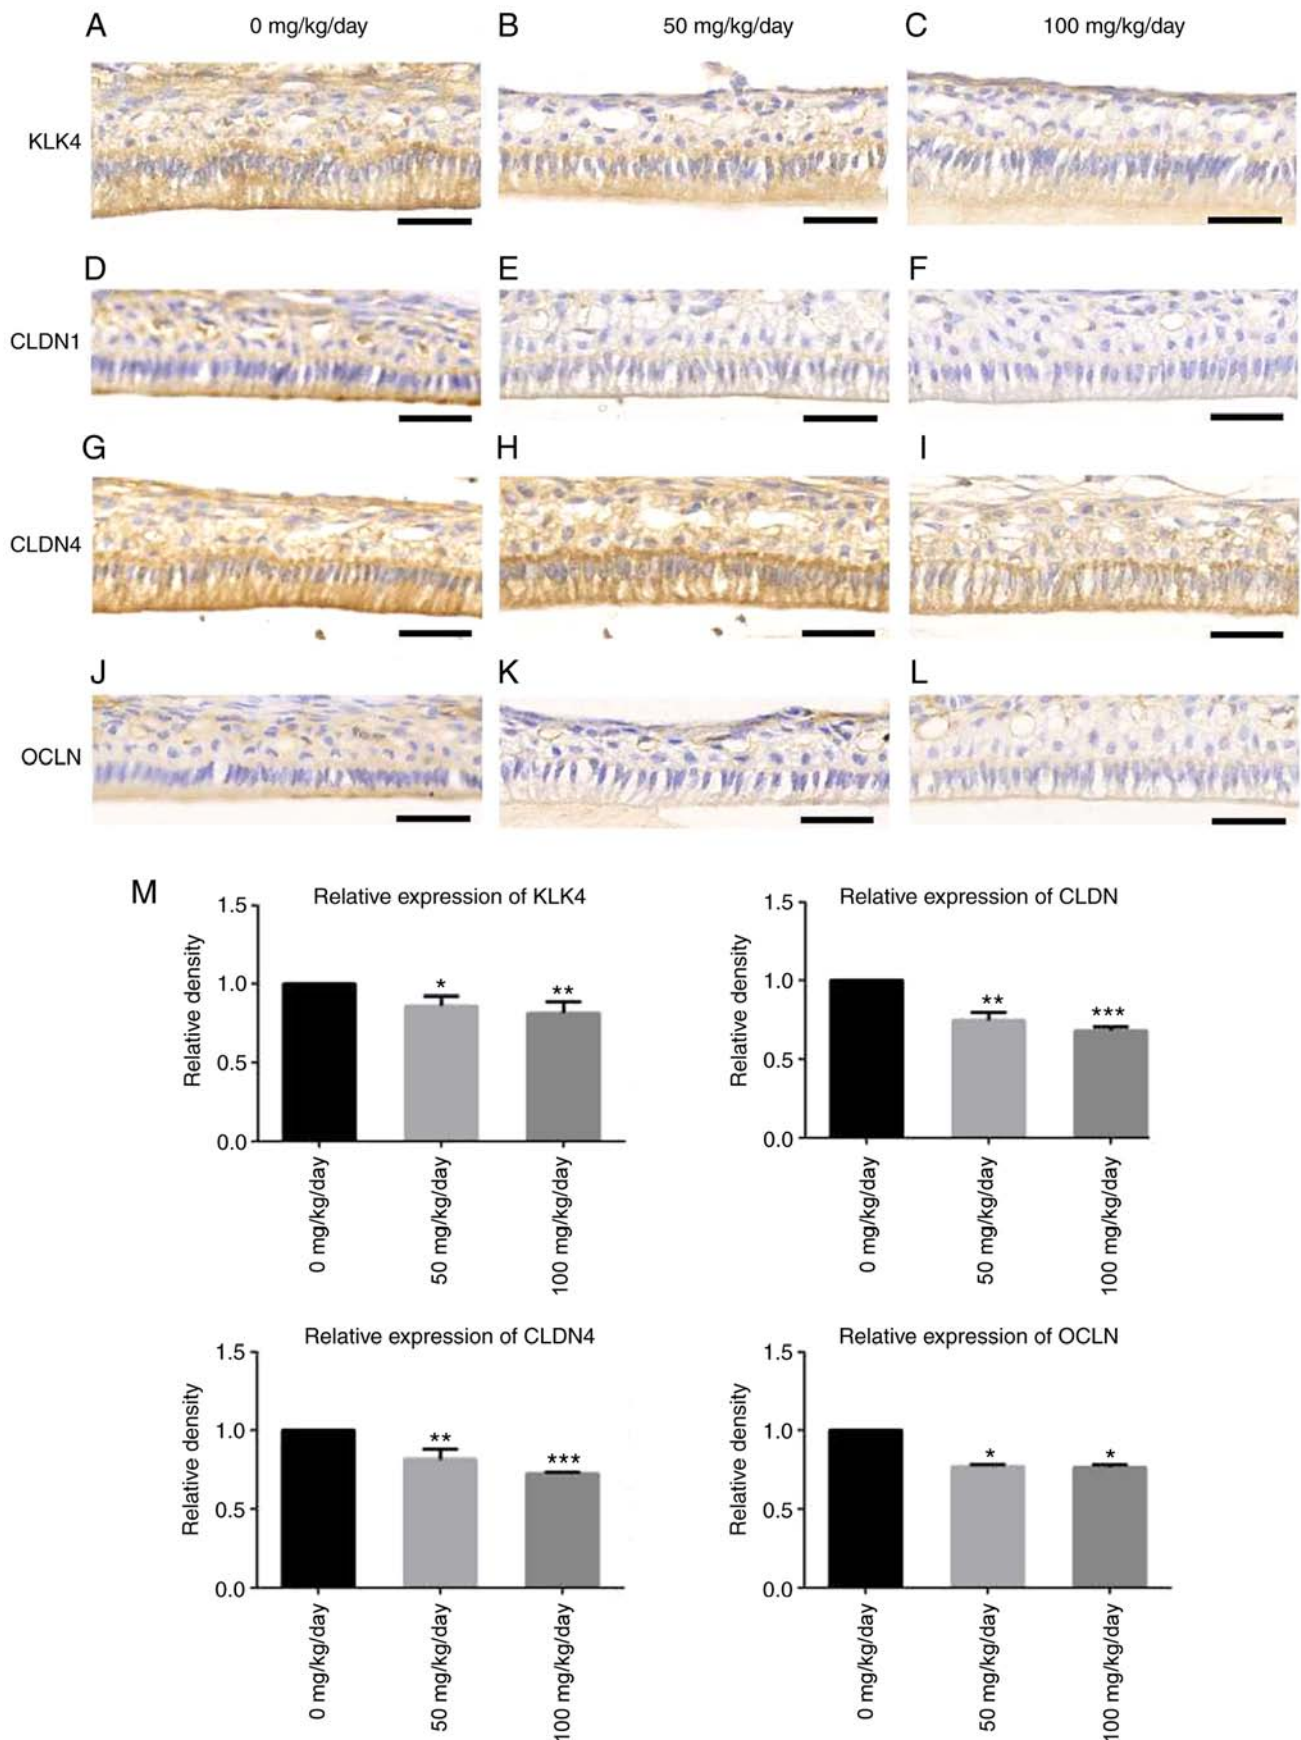 A 0 mg/kg/day B 50 mg/kg/day C 100 mg/kg/day
KLK4
D E F
CLDN1
G H I
CLDN4
J K L
OCLN
M
Relative expression of KLK4
Relative density
1.5
1.0
0.5
0.0
* **
0 mg/kg/day
50 mg/kg/day
100 mg/kg/day
Relative expression of CLDN
Relative density
1.5
1.0
0.5
0.0
** ***
0 mg/kg/day
50 mg/kg/day
100 mg/kg/day
Relative expression of CLDN4
Relative density
1.5
1.0
0.5
0.0
** ***
0 mg/kg/day
50 mg/kg/day
100 mg/kg/day
Relative expression of OCLN
Relative density
1.5
1.0
0.5
0.0
* *
0 mg/kg/day
50 mg/kg/day
100 mg/kg/day